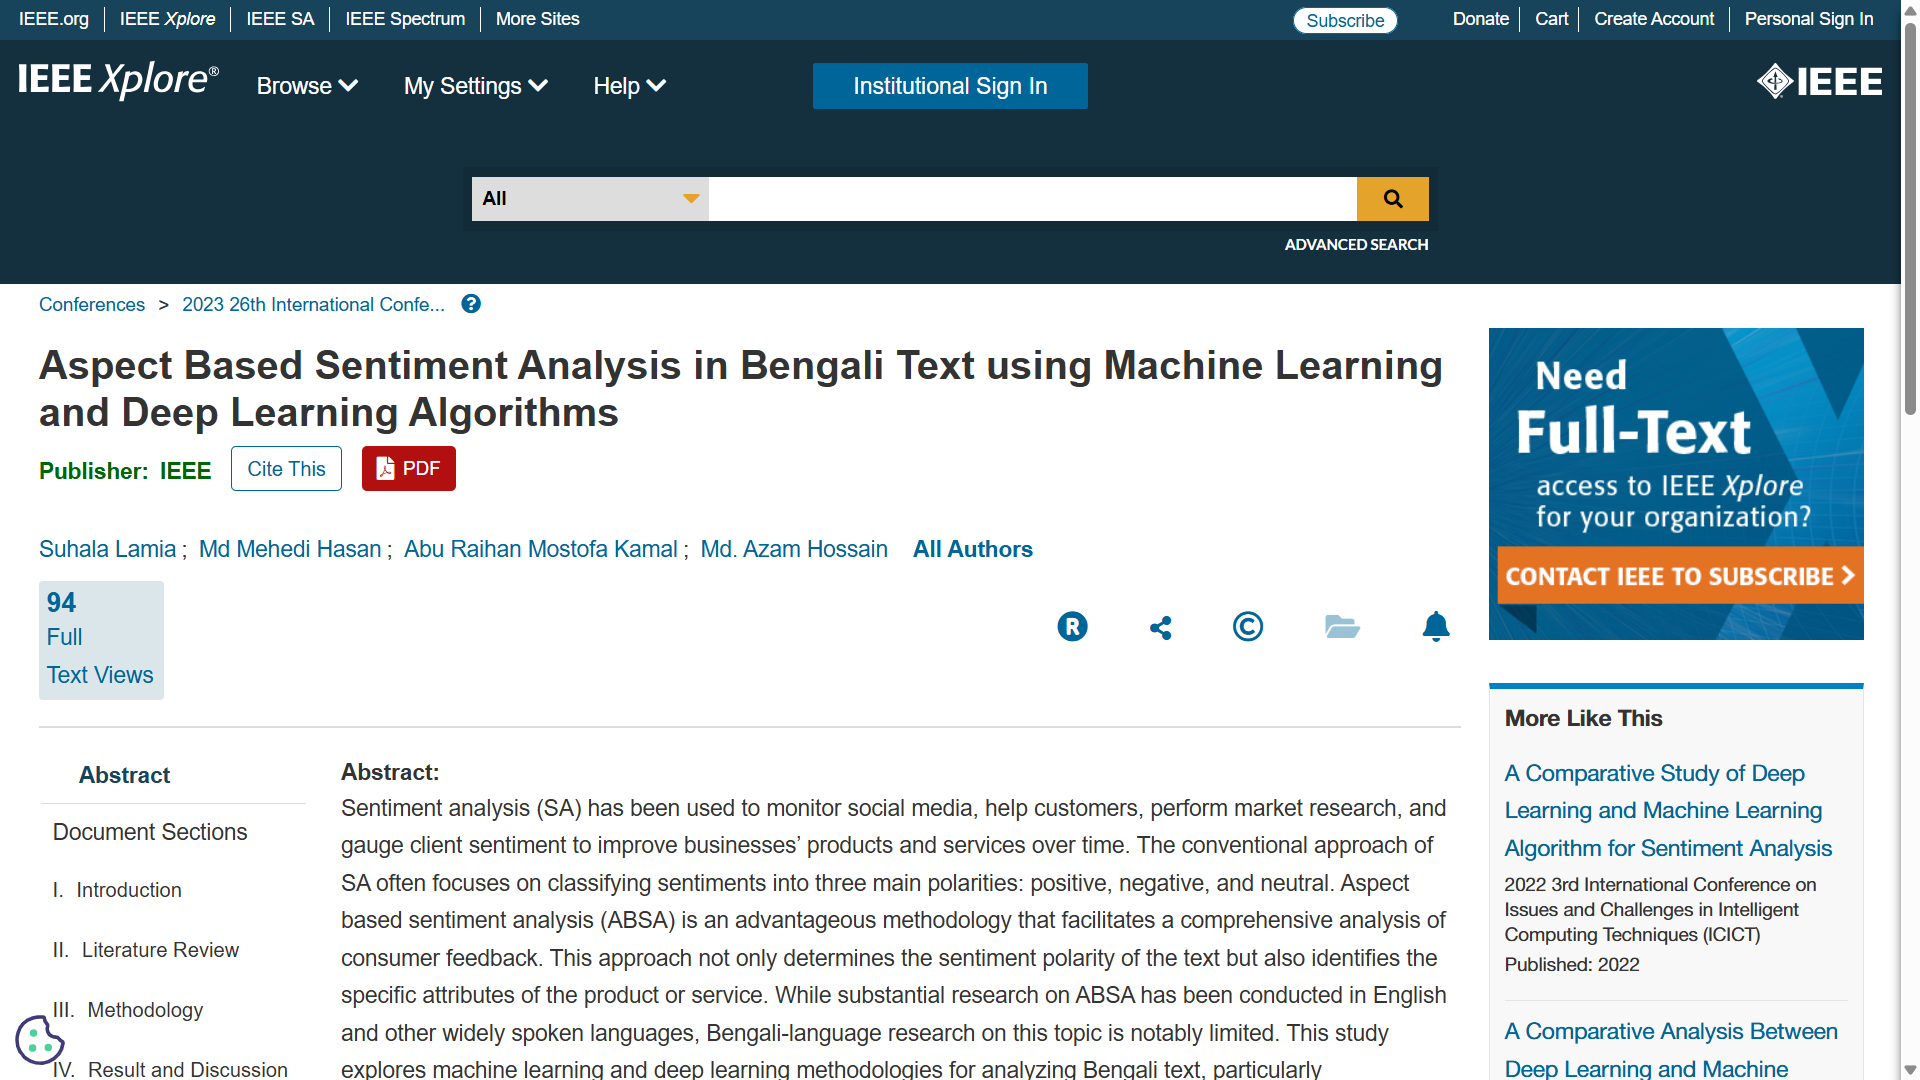 IEEE.org
IEEE Xplore
IEEE SA
IEEE Spectrum
More Sites
Subscribe
Donate
Cart
Create Account
Personal Sign In
IEEE Xplore®
Browse
My Settings
Help
Institutional Sign In
IEEE
All
ADVANCED SEARCH
Conferences > 2023 26th International Confe...
Aspect Based Sentiment Analysis in Bengali Text using Machine Learning
and Deep Learning Algorithms
Publisher: IEEE
Cite This
PDF
Suhala Lamia ; Md Mehedi Hasan ; Abu Raihan Mostofa Kamal ; Md. Azam Hossain All Authors
94
Full
Text Views
Abstract
Document Sections
I. Introduction
II. Literature Review
III. Methodology
IV. Result and Discussion
Abstract:
Sentiment analysis (SA) has been used to monitor social media, help customers, perform market research, and
gauge client sentiment to improve businesses’ products and services over time. The conventional approach of
SA often focuses on classifying sentiments into three main polarities: positive, negative, and neutral. Aspect
based sentiment analysis (ABSA) is an advantageous methodology that facilitates a comprehensive analysis of
consumer feedback. This approach not only determines the sentiment polarity of the text but also identifies the
specific attributes of the product or service. While substantial research on ABSA has been conducted in English
and other widely spoken languages, Bengali-language research on this topic is notably limited. This study
explores machine learning and deep learning methodologies for analyzing Bengali text, particularly
Need
Full-Text
access to IEEE Xplore
for your organization?
CONTACT IEEE TO SUBSCRIBE
More Like This
A Comparative Study of Deep
Learning and Machine Learning
Algorithm for Sentiment Analysis
2022 3rd International Conference on
Issues and Challenges in Intelligent
Computing Techniques (ICICT)
Published: 2022
A Comparative Analysis Between
Deep Learning and Machine